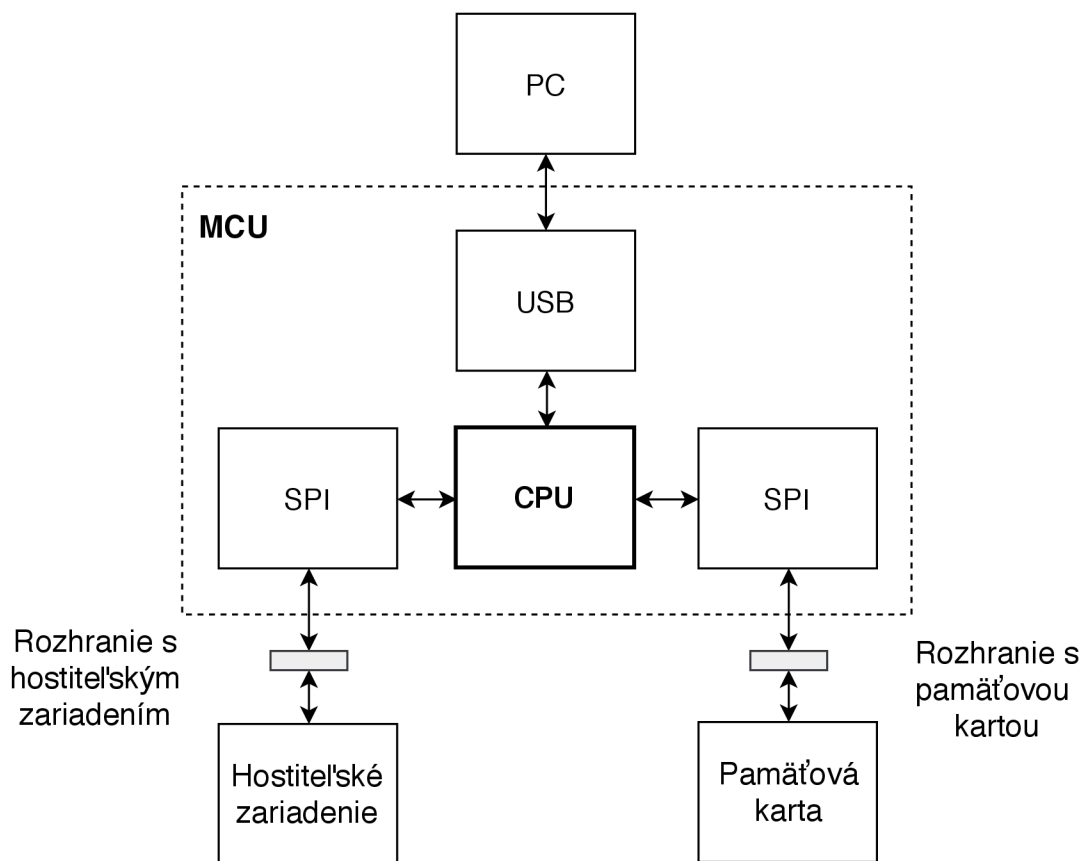 PC
MCU
USB
SPI
CPU
SPI
Rozhranie s
hostiteľským
zariadením
Rozhranie s
pamäťovou
kartou
Hostiteľské
zariadenie
Pamäťová
karta